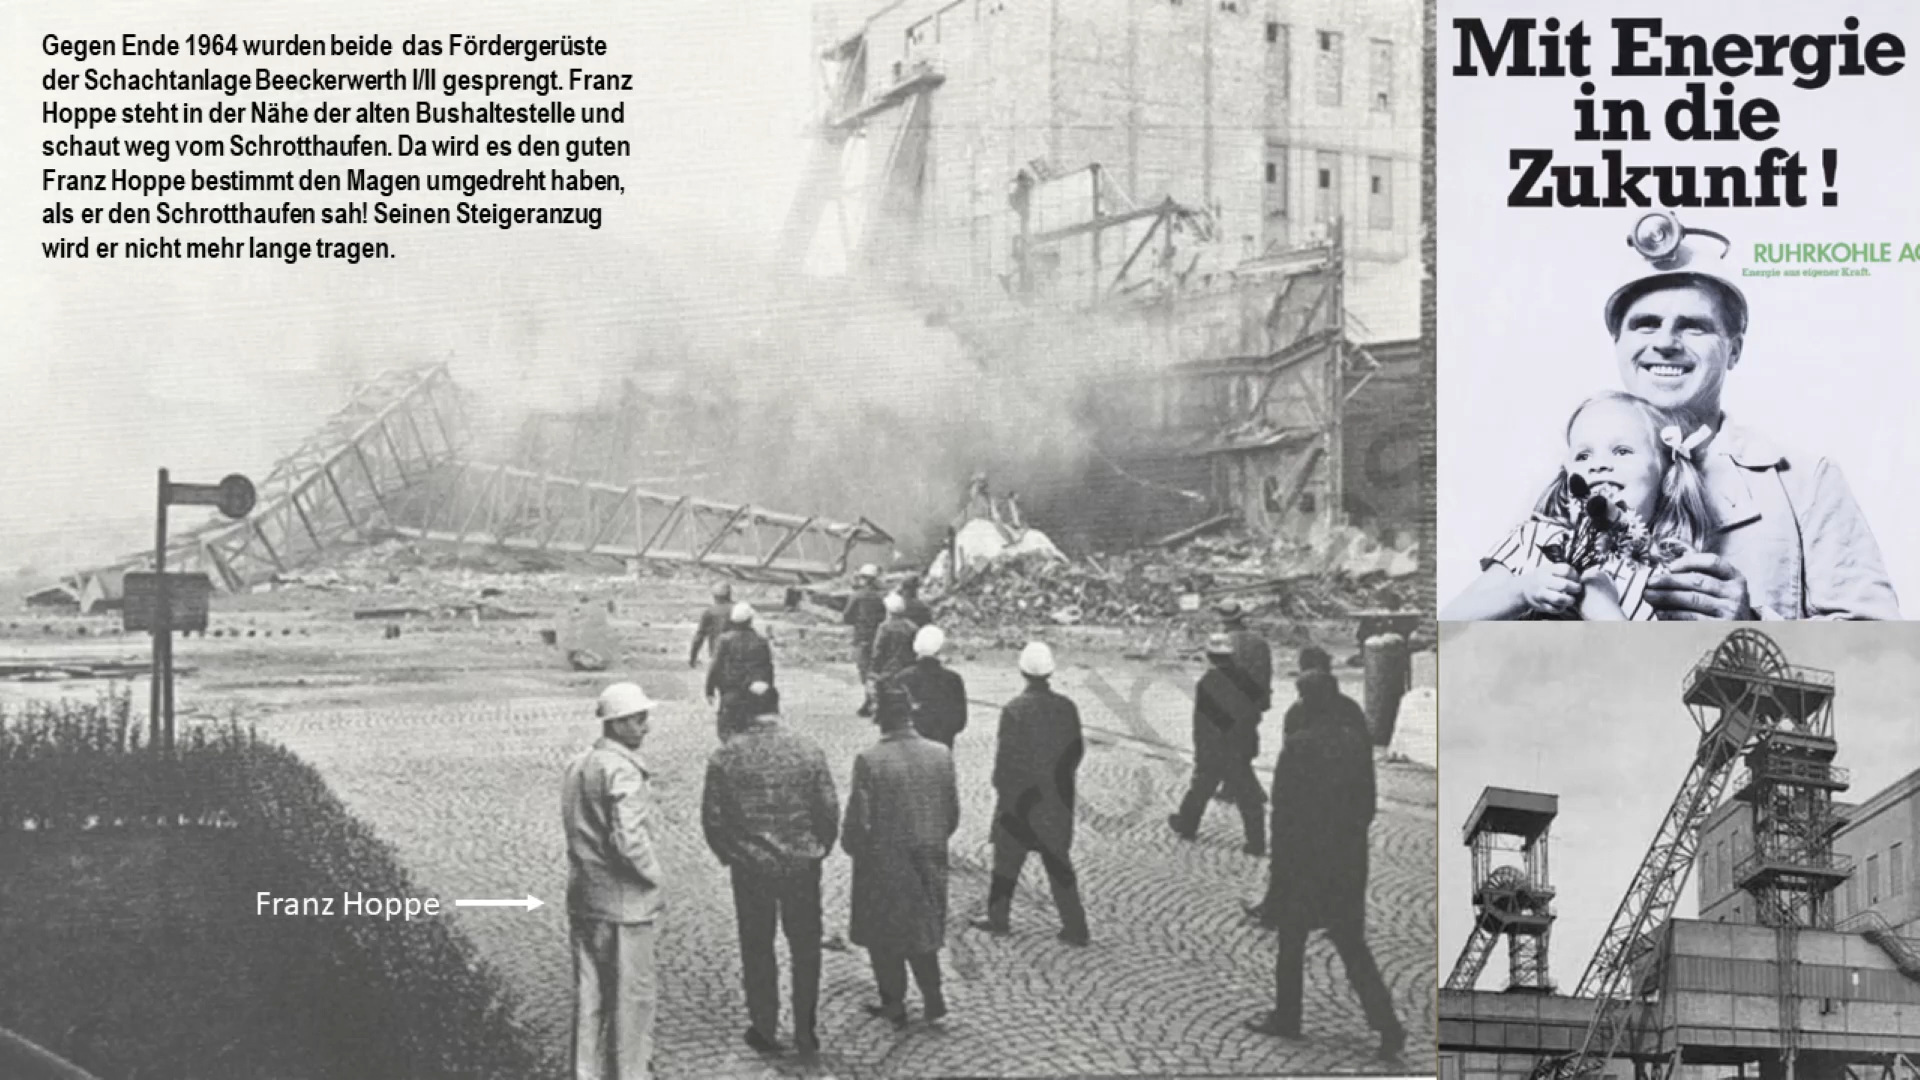 Gegen Ende 1964 wurden beide das Fördergerüste
der Schachtanlage Beeckerwerth I/II gesprengt. Franz
Hoppe steht in der Nähe der alten Bushaltestelle und
schaut weg vom Schrotthaufen. Da wird es den guten
Franz Hoppe bestimmt den Magen umgedreht haben,
als er den Schrotthaufen sah! Seinen Steigeranzug
wird er nicht mehr lange tragen.
Franz Hoppe
Mit Energie
in die
Zukunft!
RUHRKOHLE AG
Energie aus eigener Kraft.